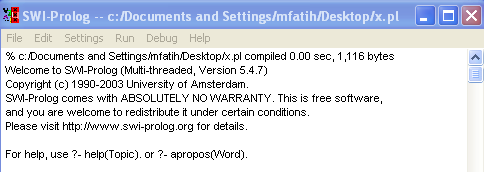 SWI-Prolog -- c:/Documents and Settings/mfatih/Desktop/x.pl
File Edit Settings Run Debug Help
% c:/Documents and Settings/mfatih/Desktop/x.pl compiled 0.00 sec, 1,116 bytes
Welcome to SWI-Prolog (Multi-threaded, Version 5.4.7)
Copyright (c) 1990-2003 University of Amsterdam.
SWI-Prolog comes with ABSOLUTELY NO WARRANTY. This is free software,
and you are welcome to redistribute it under certain conditions.
Please visit http://www.swi-prolog.org for details.
For help, use ?- help(Topic). or ?- apropos(Word).